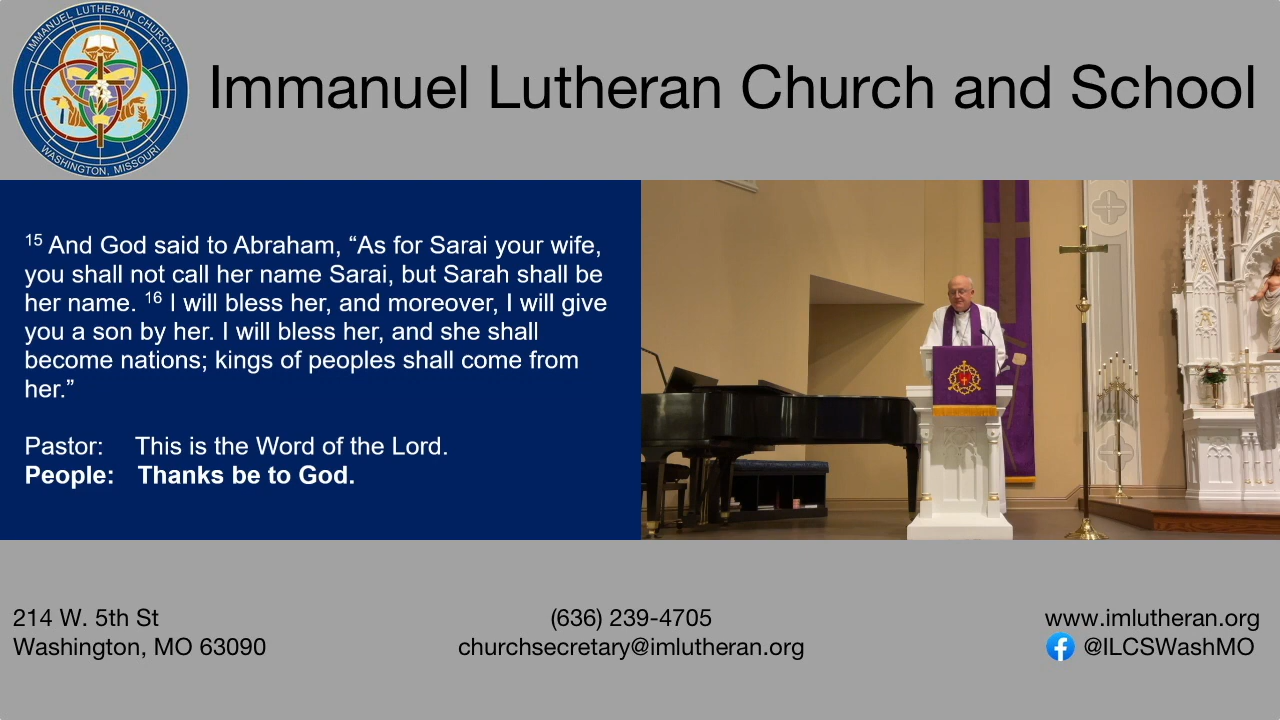 IMMANUEL LUTHERAN CHURCH
WASHINGTON, MISSOURI
Immanuel Lutheran Church and School
15 And God said to Abraham, “As for Sarai your wife,
you shall not call her name Sarai, but Sarah shall be
her name. 16 I will bless her, and moreover, I will give
you a son by her. I will bless her, and she shall
become nations; kings of peoples shall come from
her.”
Pastor: This is the Word of the Lord.
People: Thanks be to God.
214 W. 5th St
Washington, MO 63090
(636) 239-4705
churchsecretary@imlutheran.org
www.imlutheran.org
@ILCSWashMO